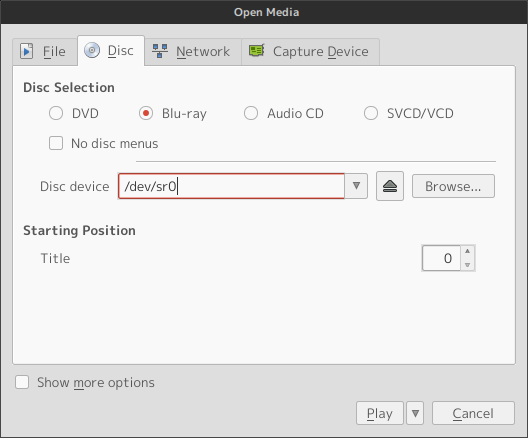 Open Media
File Disc Network Capture Device
Disc Selection
DVD Blu-ray Audio CD SVCD/VCD
No disc menus
Disc device /dev/sr0 Browse...
Starting Position
Title 0
Show more options
Play Cancel